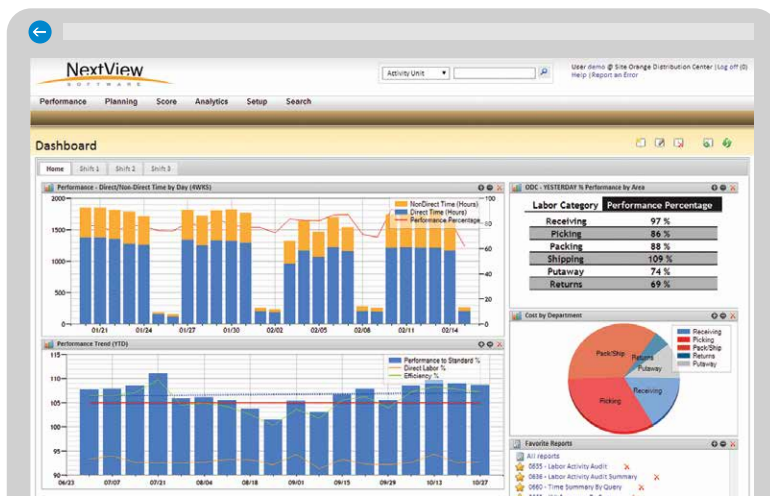 NextView
SOFTWARE
Activity Unit
User demo @ Site Orange Distribution Center (Log off (0)
Help |Report an Error
Performance Planning Score Analytics Setup Search
Dashboard
Home Shift 1 Shift 2 Shift 3
Performance - Direct/Non-Direct Time by Day (4WKS)
2000
1500
1000
500
0
100
80
60
40
20
0
NonDirect Time (Hours)
Direct Time (Hours)
Performance Percentage
01/21 01/24 01/27 01/30 02/02 02/05 02/08 02/11 02/14
ODC - YESTERDAY % Performance by Area
Labor Category Performance Percentage
Receiving 97 %
Picking 86 %
Packing 88 %
Shipping 109 %
Putaway 74 %
Returns 69 %
Performance Trend (YTD)
115
110
105
100
95
90
Performance to Standard %
Direct Labor %
Efficiency %
06/23 07/07 07/21 08/04 08/18 09/01 09/15 09/29 10/13 10/27
Cost by Department
Receiving
Picking
Pack/Ship
Returns
Putaway
Pack/Ship
Returns
Putaway
Receiving
Picking
Favorite Reports
All reports
0835 - Labor Activity Audit
0836 - Labor Activity Audit Summary
0860 - Time Summary By Query